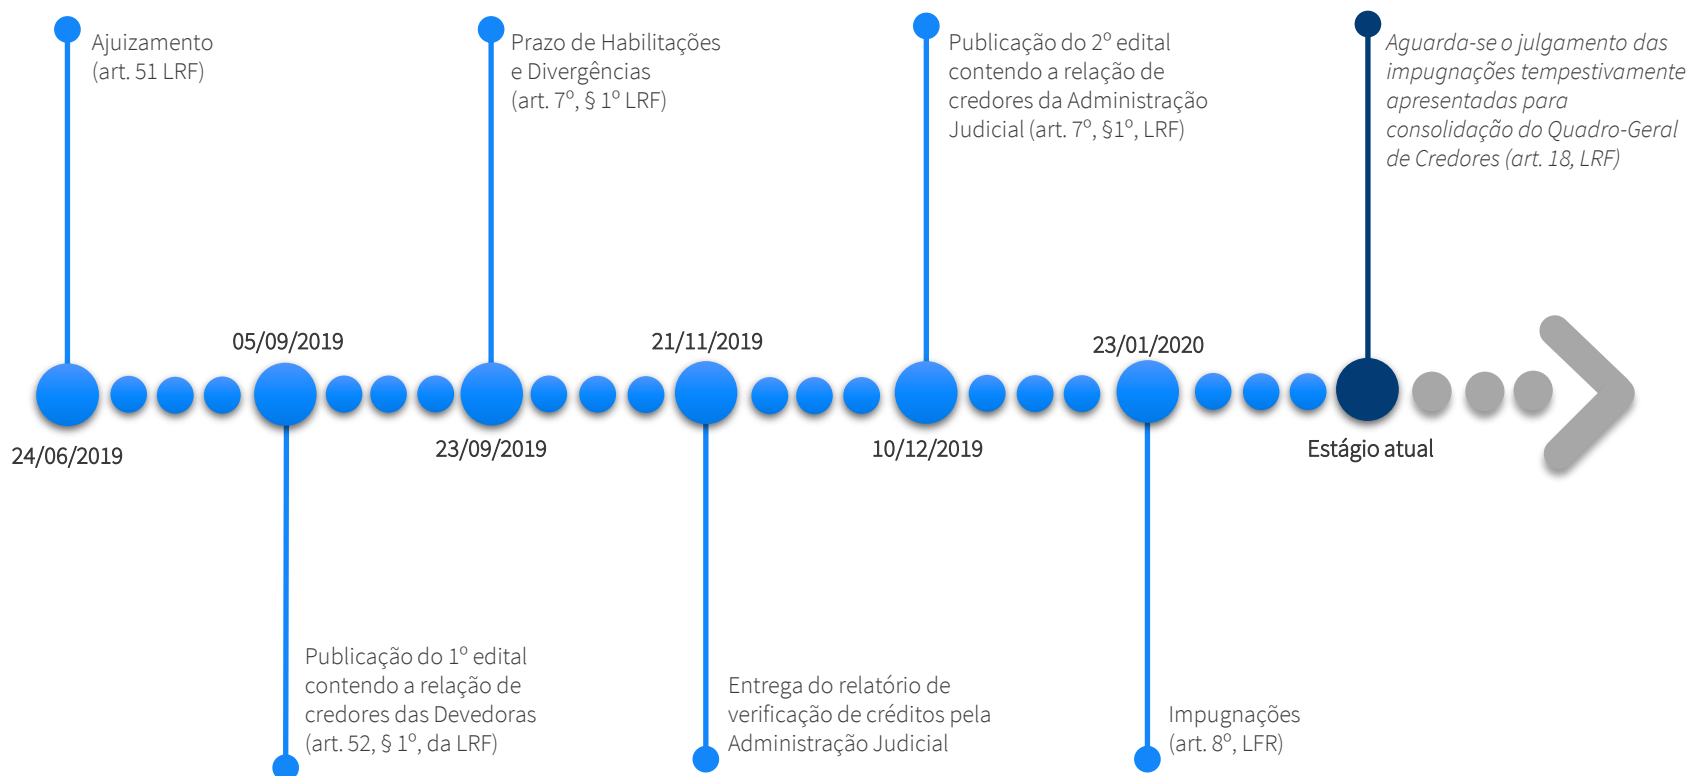 Ajuizamento
(art. 51 LRF)
24/06/2019
05/09/2019
Publicação do 1º edital
contendo a relação de
credores das Devedoras
(art. 52, § 1º, da LRF)
Prazo de Habilitações
e Divergências
(art. 7º, § 1º LRF)
23/09/2019
21/11/2019
Entrega do relatório de
verificação de créditos pela
Administração Judicial
Publicação do 2º edital
contendo a relação de
credores da Administração
Judicial (art. 7º, §1º, LRF)
10/12/2019
23/01/2020
Impugnações
(art. 8º, LFR)
Aguarda-se o julgamento das
impugnações tempestivamente
apresentadas para
consolidação do Quadro-Geral
de Credores (art. 18, LRF)
Estágio atual